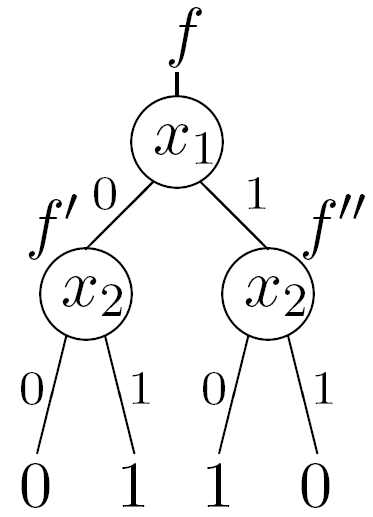 f
x₁
0 1
f′ f″
x₂ x₂
0 1 0 1
0 1 1 0